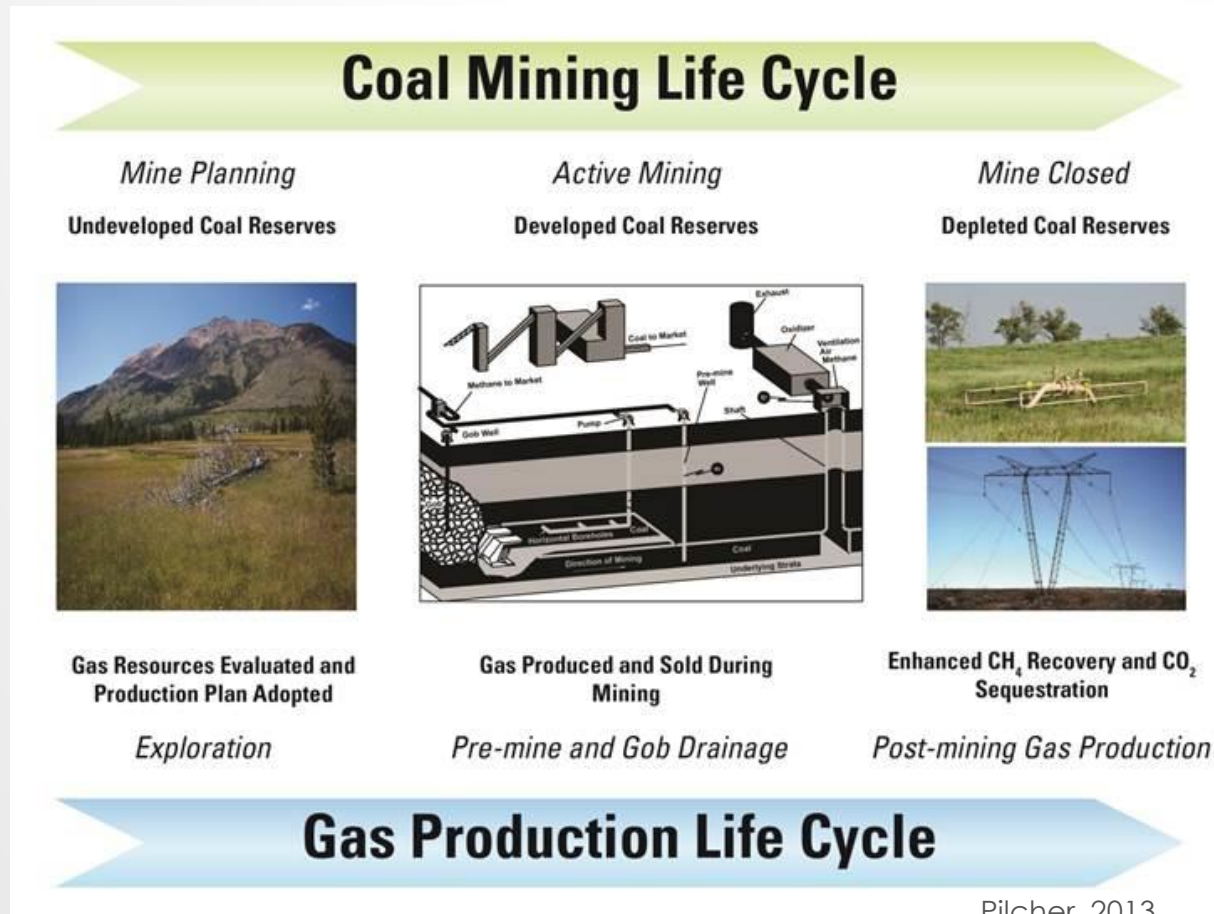 Coal Mining Life Cycle
Mine Planning
Undeveloped Coal Reserves
Active Mining
Developed Coal Reserves
Mine Closed
Depleted Coal Reserves
Exhaust
Oxidizer
Coal to Market
Ventilation
Air
Methane
Methane to Market
Pre-mine
Well
Shaft
Pump
Gob Well
Coal
Horizontal Boreholes
Direction of Mining
Coal
Underlying Strata
Gas Resources Evaluated and
Production Plan Adopted
Exploration
Gas Produced and Sold During
Mining
Pre-mine and Gob Drainage
Enhanced CH₄ Recovery and CO₂
Sequestration
Post-mining Gas Production
Gas Production Life Cycle
Pilcher, 2013